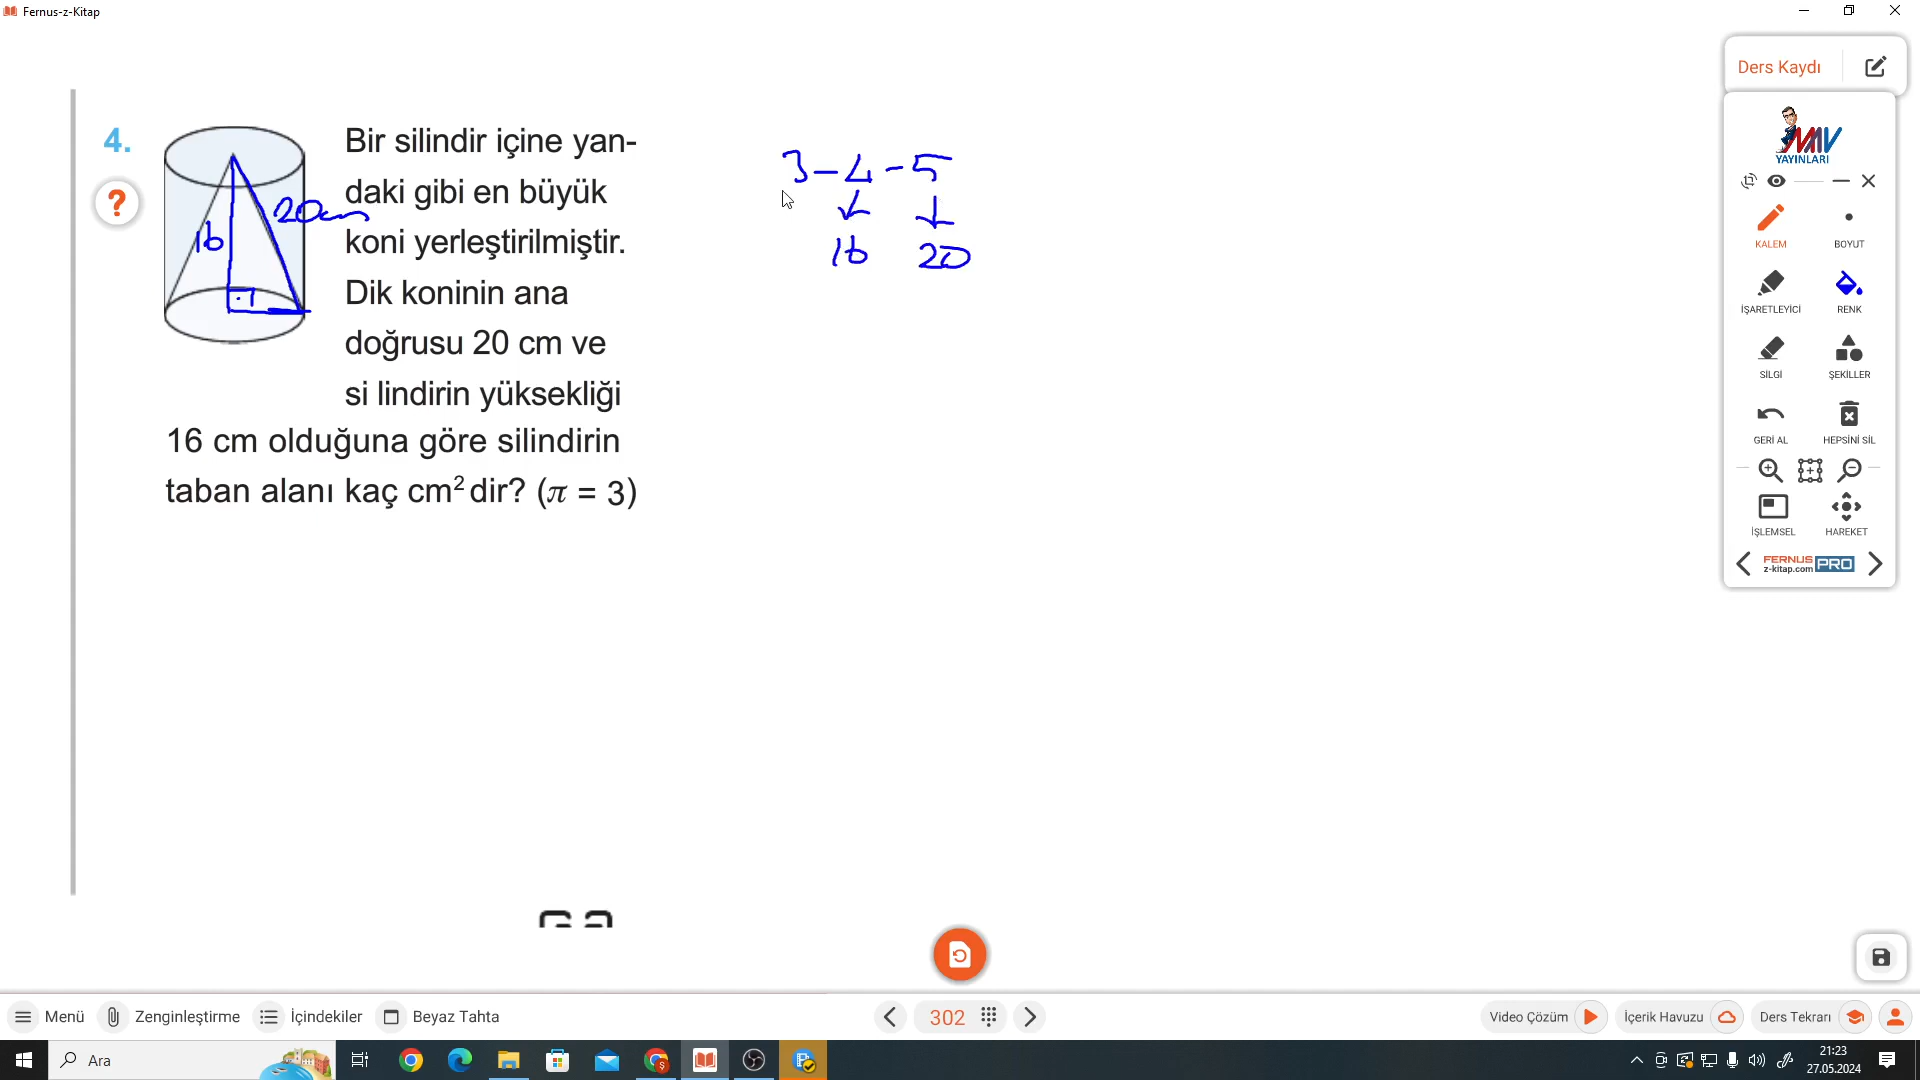 Fernus-z-Kitap
Ders Kaydı
4.
Bir silindir içine yan-
daki gibi en büyük
koni yerleştirilmiştir.
Dik koninin ana
doğrusu 20 cm ve
si lindirin yüksekliği
16 cm olduğuna göre silindirin
taban alanı kaç cm² dir? (π = 3)
?
16
20cm
3 - 4 - 5
16 20
YAYINLARI
KALEM
BOYUT
İŞARETLEYİCİ
RENK
SİLGİ
ŞEKİLLER
GERİ AL
HEPSİNİ SİL
İŞLEMSEL
HAREKET
FERNUS PRO
z-kitap.com
Menü
Zenginleştirme
İçindekiler
Beyaz Tahta
302
Video Çözüm
İçerik Havuzu
Ders Tekrarı
Ara
21:23
27.05.2024